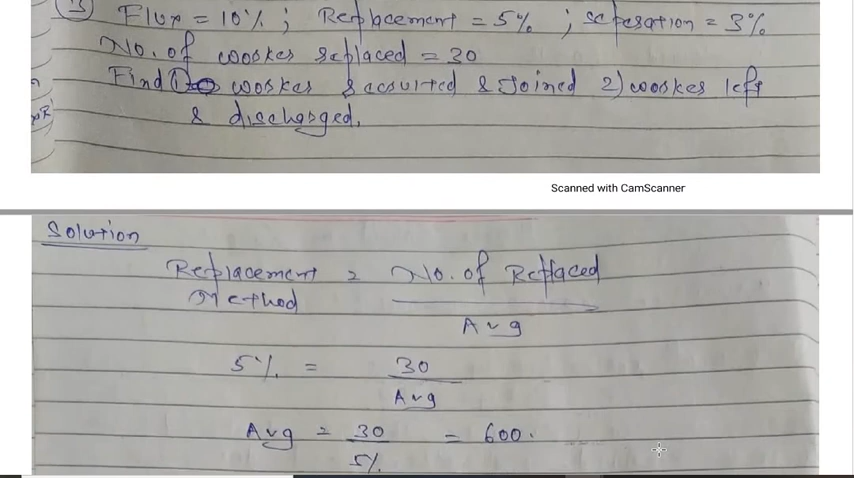 Flux = 10% ; Replacement = 5% ; seperation = 3%
No. of worker replaced = 30
Find ① worker recruited & Joined 2) worker left
& discharged.
Scanned with CamScanner
Solution
Replacement = No. of Replaced
Method
Avg
5% = 30
Avg
Avg = 30 = 600.
5%